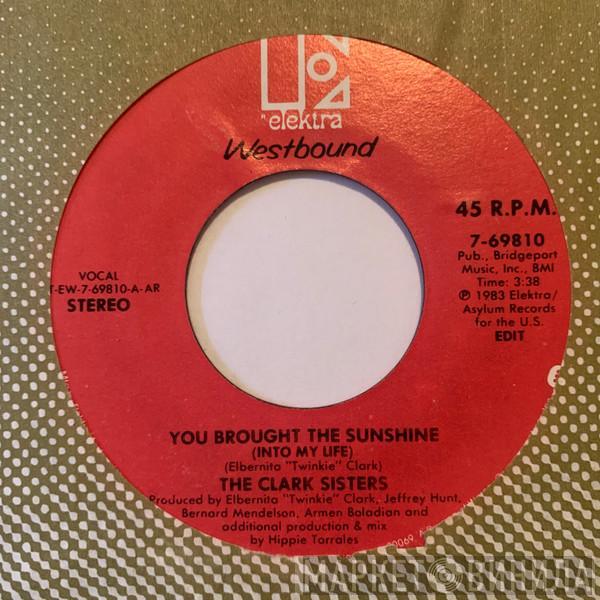 elektra
Westbound
45 R.P.M.
7-69810
Pub., Bridgeport
Music, Inc., BMI
Time: 3:38
℗ 1983 Elektra/
Asylum Records
for the U.S.
EDIT
VOCAL
T-EW-7-69810-A-AR
STEREO
YOU BROUGHT THE SUNSHINE
(INTO MY LIFE)
(Elbernita "Twinkie" Clark)
THE CLARK SISTERS
Produced by Elbernita "Twinkie" Clark, Jeffrey Hunt,
Bernard Mendelson, Armen Boladian and
additional production & mix
by Hippie Torrales